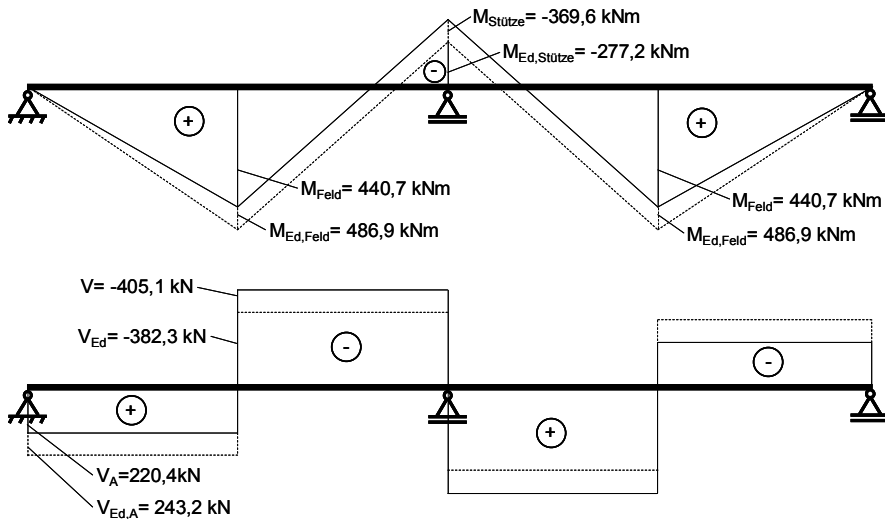 M_Stütze= -369,6 kNm
M_Ed,Stütze= -277,2 kNm
-
+
+
M_Feld= 440,7 kNm
M_Ed,Feld= 486,9 kNm
M_Feld= 440,7 kNm
M_Ed,Feld= 486,9 kNm
V= -405,1 kN
V_Ed= -382,3 kN
-
-
+
+
V_A=220,4kN
V_Ed,A= 243,2 kN